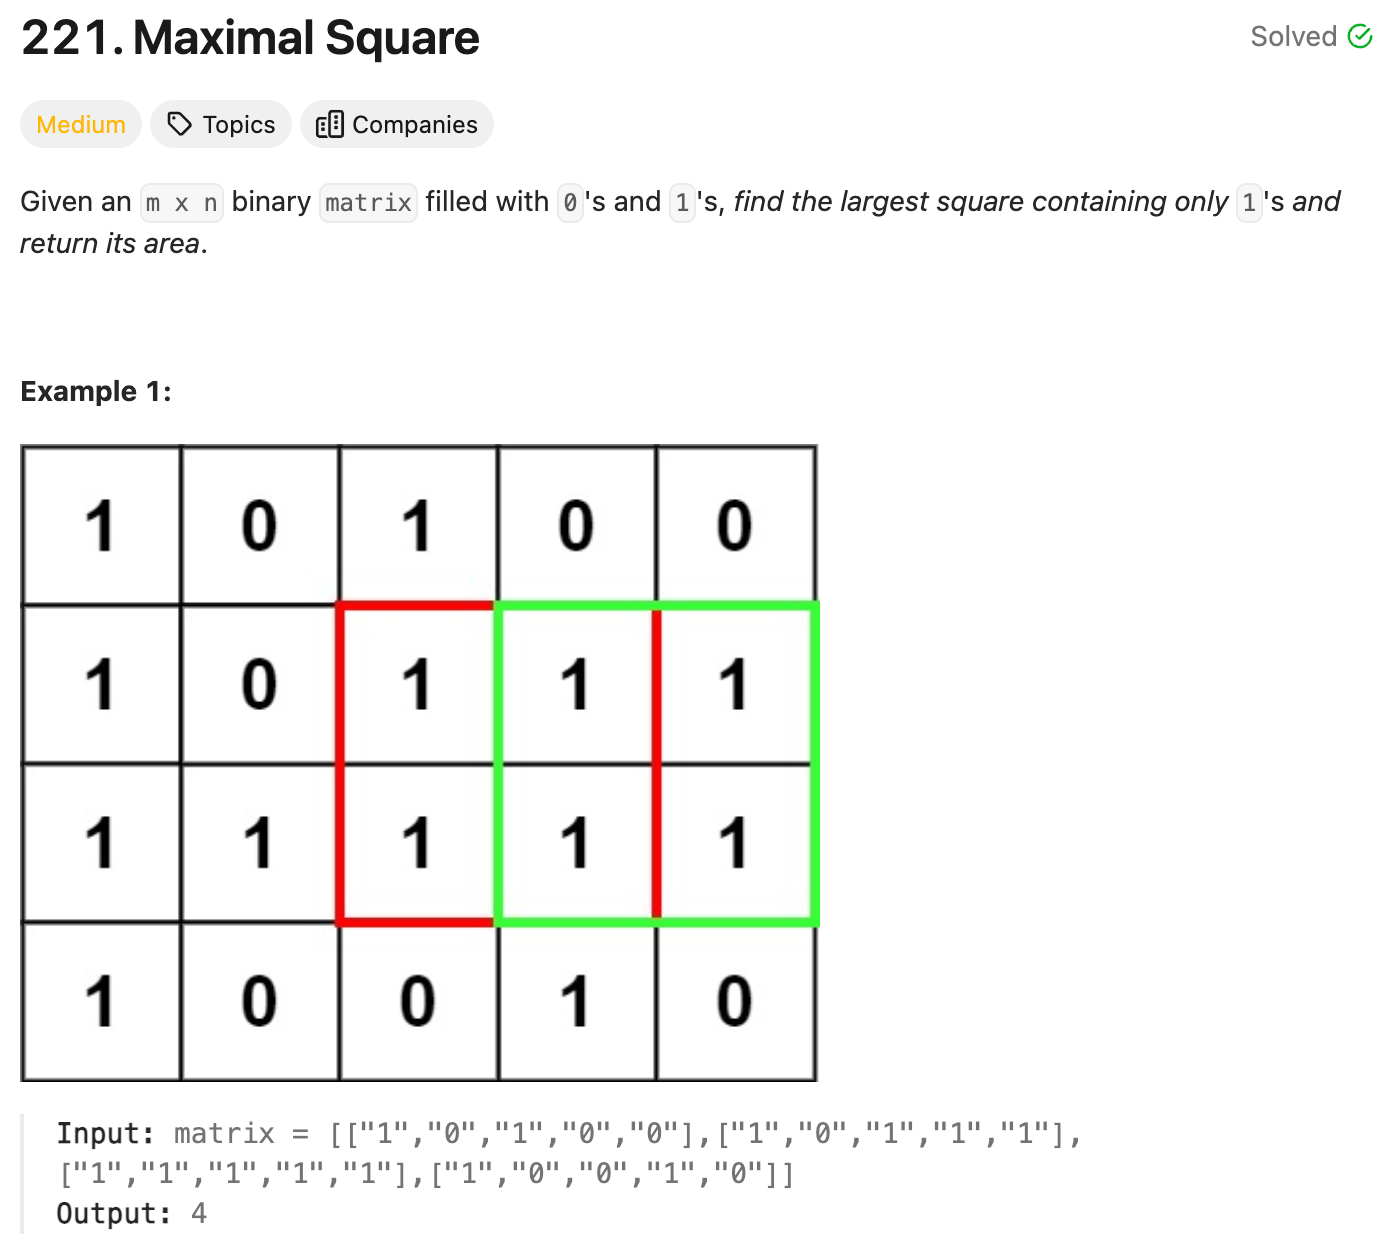 221. Maximal Square
Solved
Medium Topics Companies
Given an m x n binary matrix filled with 0's and 1's, find the largest square containing only 1's and
return its area.
Example 1:
1 0 1 0 0
1 0 1 1 1
1 1 1 1 1
1 0 0 1 0
Input: matrix = [["1","0","1","0","0"],["1","0","1","1","1"],
["1","1","1","1","1"],["1","0","0","1","0"]]
Output: 4